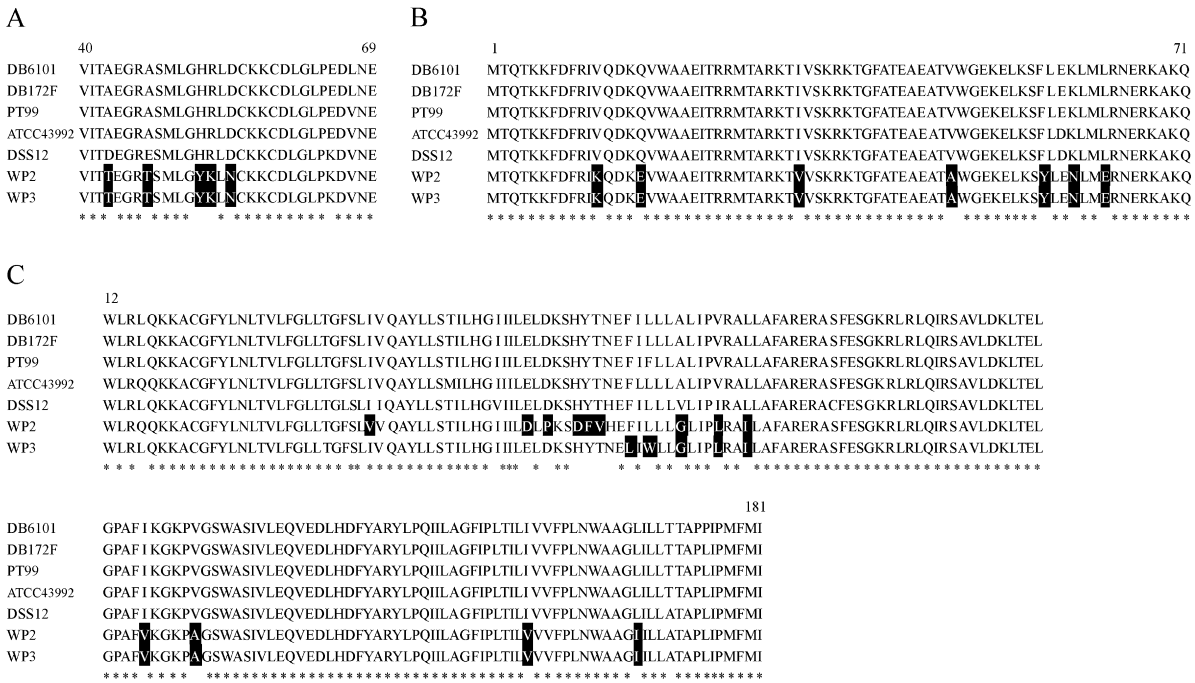 A
40 69
DB6101 VITAEGRASMLGHRLDCKKCDLGLPEDLNE
DB172F VITAEGRASMLGHRLDCKKCDLGLPEDVNE
PT99 VITAEGRASMLGHRLDCKKCDLGLPEDVNE
ATCC43992 VITAEGRASMLGHRLDCKKCDLGLPEDVNE
DSS12 VITDEGRESMLGHRLDCKKCDLGLPKDVNE
WP2 VITTEGRTSMLGYKLNCKKCDLGLPEDVNE
WP3 VITTEGRTSMLGYKLNCKKCDLGLPEDVNE
*** *** **** * ************
B
1 71
DB6101 MTQTKKFDFRIVQDKQVWAAEITRRMTARKTIVSKRKTGFATEAEATVWGEKELKSFLEKLMLRNERKAKQ
DB172F MTQTKKFDFRIVQDKQVWAAEITRRMTARKTIVSKRKTGFATEAEATVWGEKELKSFLEKLMLRNERKAKQ
PT99 MTQTKKFDFRIVQDKQVWAAEITRRMTARKTIVSKRKTGFATEAEATVWGEKELKSFLEKLMLRNERKAKQ
ATCC43992 MTQTKKFDFRIVQDKQVWAAEITRRMTARKTIVSKRKTGFATEAEATVWGEKELKSFLDKLMLRNERKAKQ
DSS12 MTQTKKFDFRIVQDKQVWAAEITRRMTARKTIVSKRKTGFATEAEATVWGEKELKSFLDKLMLRNERKAKQ
WP2 MTQTKKFDFRIKQDKEVWAAEITRRMTARKTVVSKRKTGFATEAEATAWGEKELKSYLENLMERNERKAKQ
WP3 MTQTKKFDFRIKQDKEVWAAEITRRMTARKTVVSKRKTGFATEAEATAWGEKELKSYLENLMERNERKAKQ
*********** *** *************** *************** ******** * ** ********
C
12
DB6101 WLRLQKKACGFYLNLTVLFGLLTGFSLIVQAYLLSTILHGIIILELDKSHYTNEFILLLALIPVRALLAFARERASFESGKRLRLQIRSAVLDKLTEL
DB172F WLRLQKKACGFYLNLTVLFGLLTGFSLIVQAYLLSTILHGIIILELDKSHYTNEFILLLALIPVRALLAFARERASFESGKRLRLQIRSAVLDKLTEL
PT99 WLRLQKKACGFYLNLTVLFGLLTGFSLIVQAYLLSTILHGIIILELDKSHYTNEFIFLLALIPVRALLAFARERASFESGKRLRLQIRSAVLDKLTEL
ATCC43992 WLRQQKKACGFYLNLTVLFGLLTGFSLIVQAYLLSMILHGIIILELDKSHYTNEFILLLALIPVRALLAFARERASFESGKRLRLQIRSAVLDKLTEL
DSS12 WLRLQKKACGFYLNLTVLFGLLTGLSLIIQAYLLSTILHGVIILELDKSHYTHEFILLLVLIPIRALLAFARERACFESGKRLRLQIRSAVLDKLTEL
WP2 WLRQQKKACGFYLNLTVLFGLLTGFSLVVQAYLLSTILHGIIILDLPKSDFVHEFILLLGLIPLRAILAFARERASFESGKRLRLQIRSAVLDKLTEL
WP3 WLRLQKKACGFYLNLTVLFGLLTGFSLIVQAYLLSTILHGIIILELDKSHYTNELIWLLGLIPLRAILAFARERASFESGKRLRLQIRSAVLDKLTEL
181
DB6101 GPAFIKGKPVGSWASIVLEQVEDLHDFYARYLPQIILAGFIPLTILIVVFPLNWAAGLILLTTAPPIPMFMI
DB172F GPAFIKGKPVGSWASIVLEQVEDLHDFYARYLPQIILAGFIPLTILIVVFPLNWAAGLILLTTAPLIPMFMI
PT99 GPAFIKGKPVGSWASIVLEQVEDLHDFYARYLPQIILAGFIPLTILIVVFPLNWAAGLILLTTAPLIPMFMI
ATCC43992 GPAFIKGKPVGSWASIVLEQVEDLHDFYARYLPQIILAGFIPLTILIVVFPLNWAAGLILLTTAPLIPMFMI
DSS12 GPAFIKGKPVGSWASIVLEQVEDLHDFYARYLPQIILAGFIPLTILIVVFPLNWAAGLILLATAPLIPMFMI
WP2 GPAFVKGKPAGSWASIVLEQVEDLHDFYARYLPQIILAGFIPLTILVVVFPLNWAAGIILLATAPLIPMFMI
WP3 GPAFVKGKPAGSWASIVLEQVEDLHDFYARYLPQIILAGFIPLTILVVVFPLNWAAGIILLATAPLIPMFMI